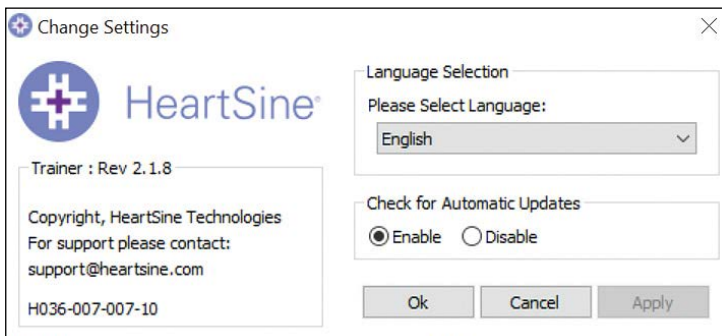 Change Settings
HeartSine®
Trainer : Rev 2.1.8
Copyright, HeartSine Technologies
For support please contact:
support@heartsine.com
H036-007-007-10
Language Selection
Please Select Language:
English
Check for Automatic Updates
Enable Disable
Ok Cancel Apply